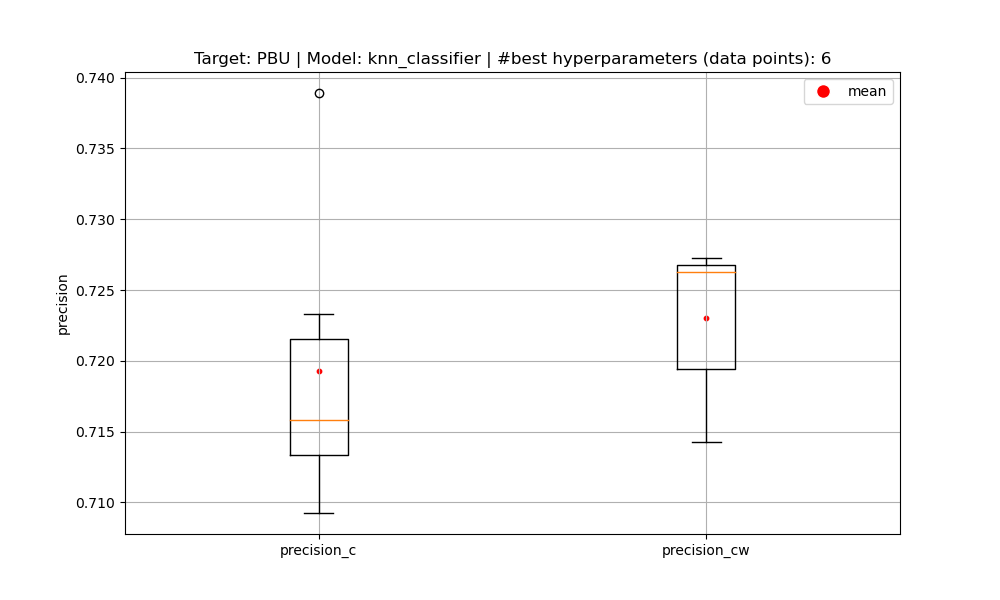 Target: PBU | Model: knn_classifier | #best hyperparameters (data points): 6
mean
0.740
0.735
0.730
0.725
0.720
0.715
0.710
precision
precision_c
precision_cw